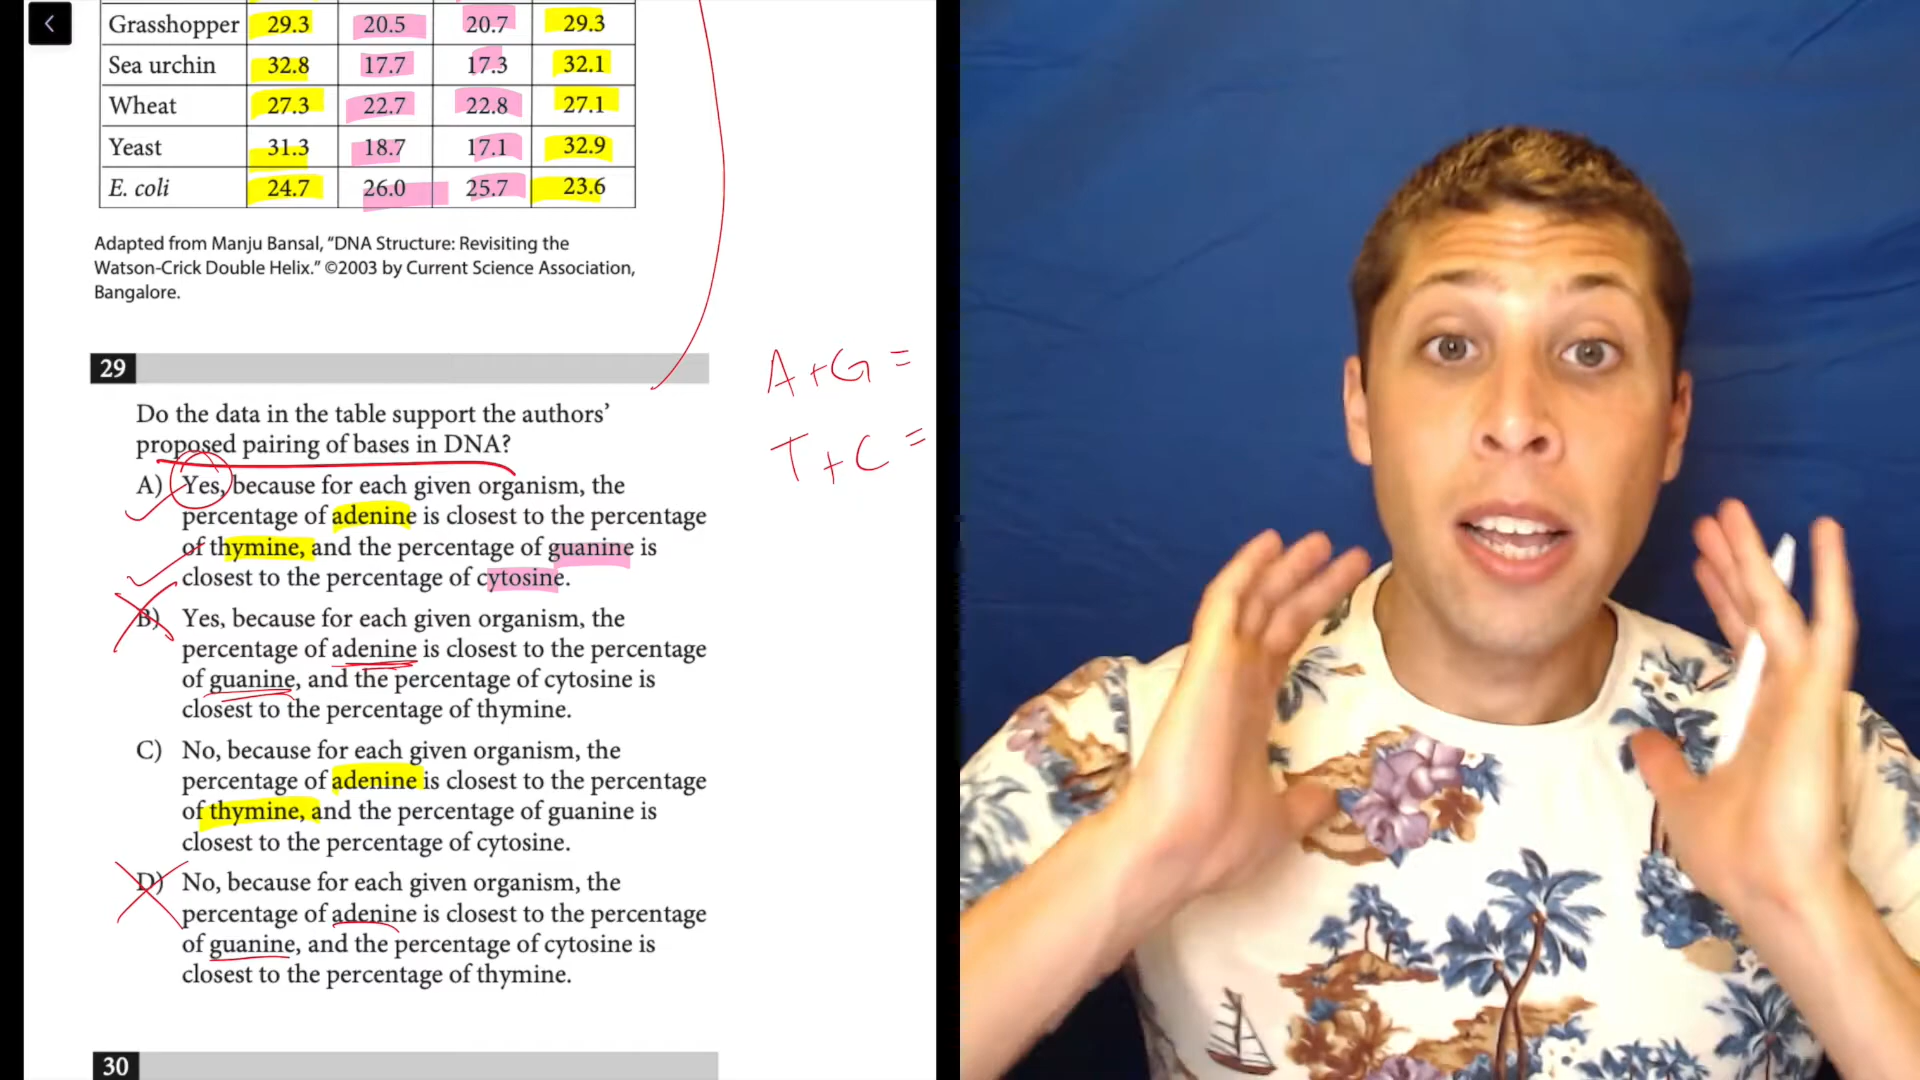 Grasshopper 29.3 20.5 20.7 29.3
Sea urchin 32.8 17.7 17.3 32.1
Wheat 27.3 22.7 22.8 27.1
Yeast 31.3 18.7 17.1 32.9
E. coli 24.7 26.0 25.7 23.6
Adapted from Manju Bansal, “DNA Structure: Revisiting the
Watson-Crick Double Helix.” ©2003 by Current Science Association,
Bangalore.
29
Do the data in the table support the authors’
proposed pairing of bases in DNA?
A) Yes, because for each given organism, the
percentage of adenine is closest to the percentage
of thymine, and the percentage of guanine is
closest to the percentage of cytosine.
B) Yes, because for each given organism, the
percentage of adenine is closest to the percentage
of guanine, and the percentage of cytosine is
closest to the percentage of thymine.
C) No, because for each given organism, the
percentage of adenine is closest to the percentage
of thymine, and the percentage of guanine is
closest to the percentage of cytosine.
D) No, because for each given organism, the
percentage of adenine is closest to the percentage
of guanine, and the percentage of cytosine is
closest to the percentage of thymine.
30
A+G=
T+C=